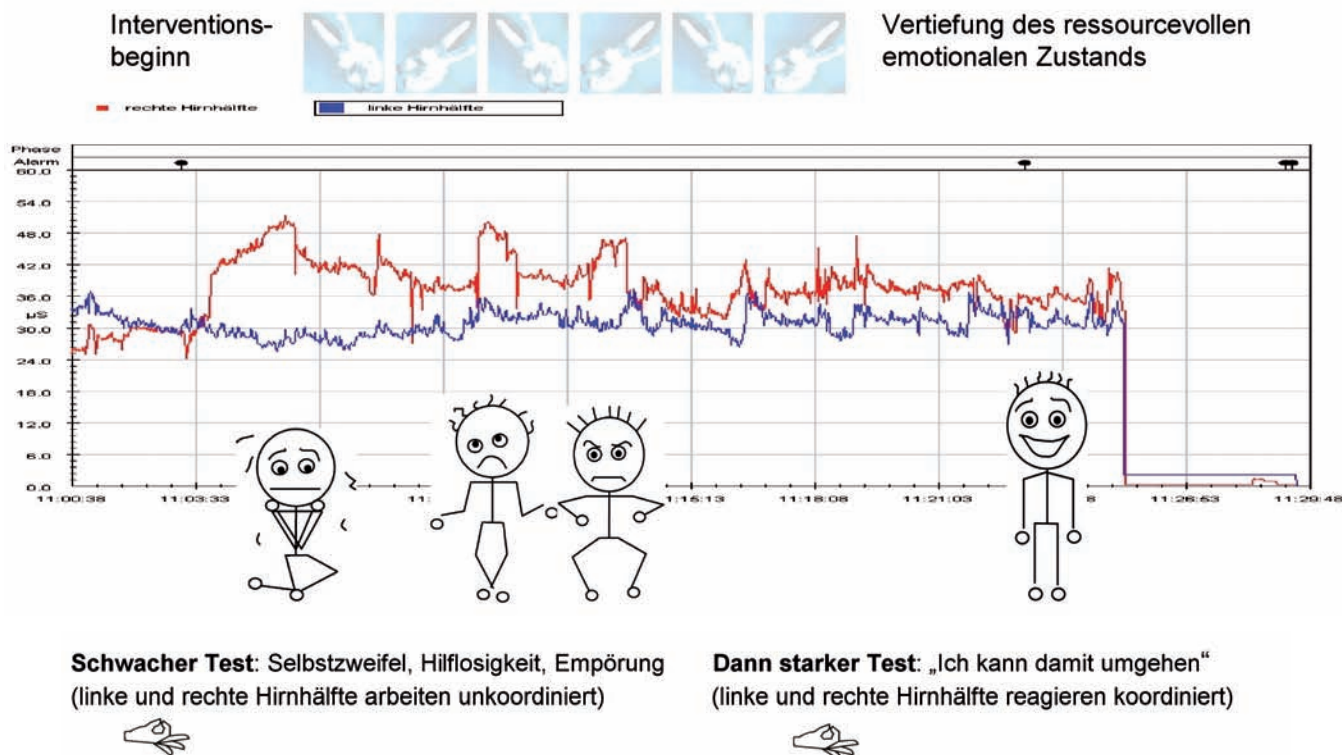 Interventions-
beginn
Vertiefung des ressourcevollen
emotionalen Zustands
rechte Hirnhälfte
linke Hirnhälfte
Phase
Alarm
60.0
54.0
48.0
42.0
36.0
µS
30.0
24.0
18.0
12.0
6.0
0.0
11:00:38 11:03:33 11: 15:13 11:18:08 11:21:03 8 11:26:53 11:29:48
Schwacher Test: Selbstzweifel, Hilflosigkeit, Empörung
(linke und rechte Hirnhälfte arbeiten unkoordiniert)
Dann starker Test: „Ich kann damit umgehen“
(linke und rechte Hirnhälfte reagieren koordiniert)